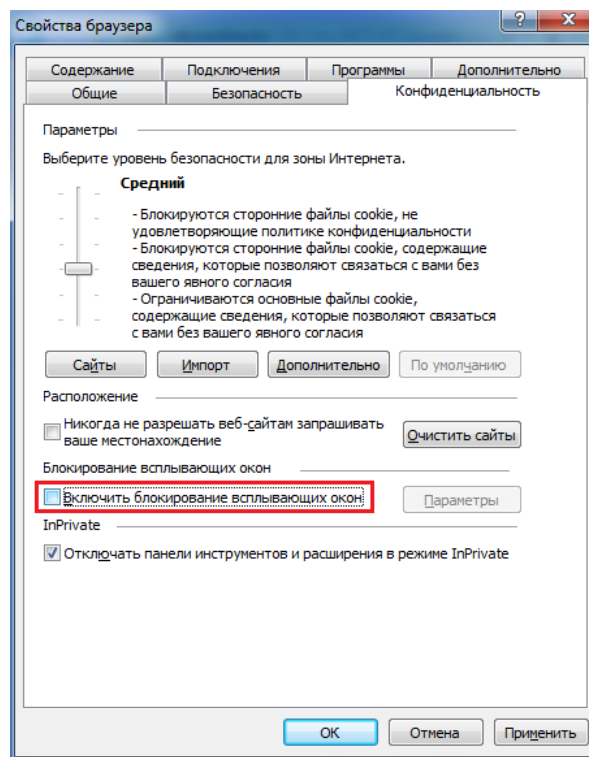 Свойства браузера
Содержание Подключения Программы Дополнительно
Общие Безопасность Конфиденциальность
Параметры
Выберите уровень безопасности для зоны Интернета.
Средний
- Блокируются сторонние файлы cookie, не
удовлетворяющие политике конфиденциальности
- Блокируются сторонние файлы cookie, содержащие
сведения, которые позволяют связаться с вами без
вашего явного согласия
- Ограничиваются основные файлы cookie,
содержащие сведения, которые позволяют связаться
с вами без вашего явного согласия
Сайты Импорт Дополнительно По умолчанию
Расположение
Никогда не разрешать веб-сайтам запрашивать
ваше местонахождение
Очистить сайты
Блокирование всплывающих окон
Включить блокирование всплывающих окон Параметры
InPrivate
Отключать панели инструментов и расширения в режиме InPrivate
ОК Отмена Применить